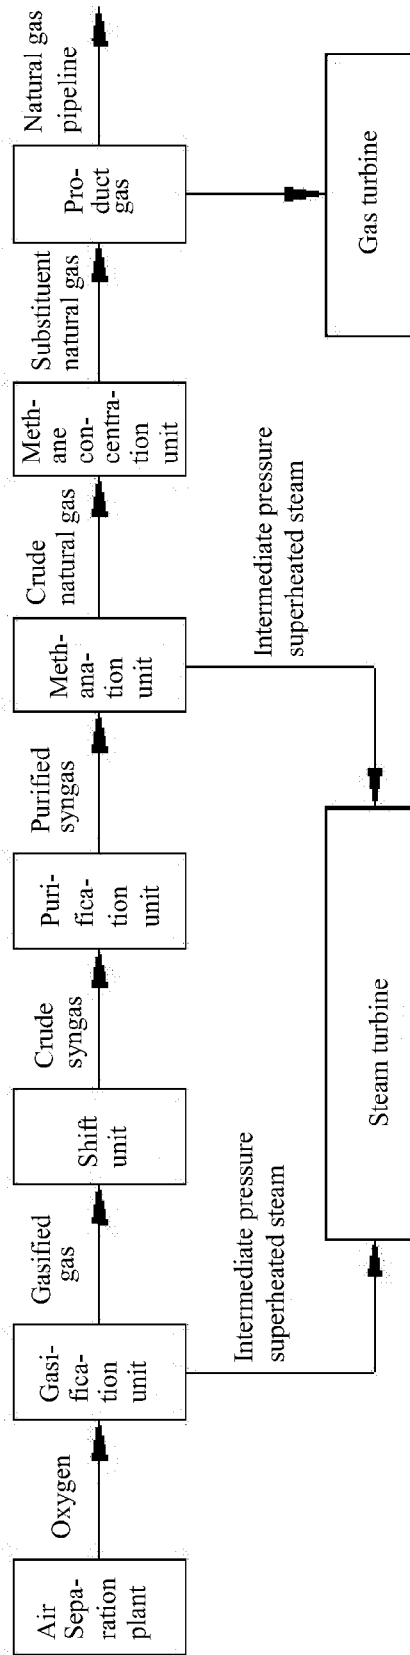 Air
Sepa-
ration
plant
Oxygen
Gasi-
fica-
tion
unit
Gasified
gas
Shift
unit
Crude
syngas
Puri-
fica-
tion
unit
Purified
syngas
Meth-
ana-
tion
unit
Crude
natural gas
Meth-
ane
con-
centra-
tion
unit
Substituent
natural gas
Pro-
duct
gas
Natural gas
pipeline
Intermediate pressure
superheated steam
Intermediate pressure
superheated steam
Steam turbine
Gas turbine